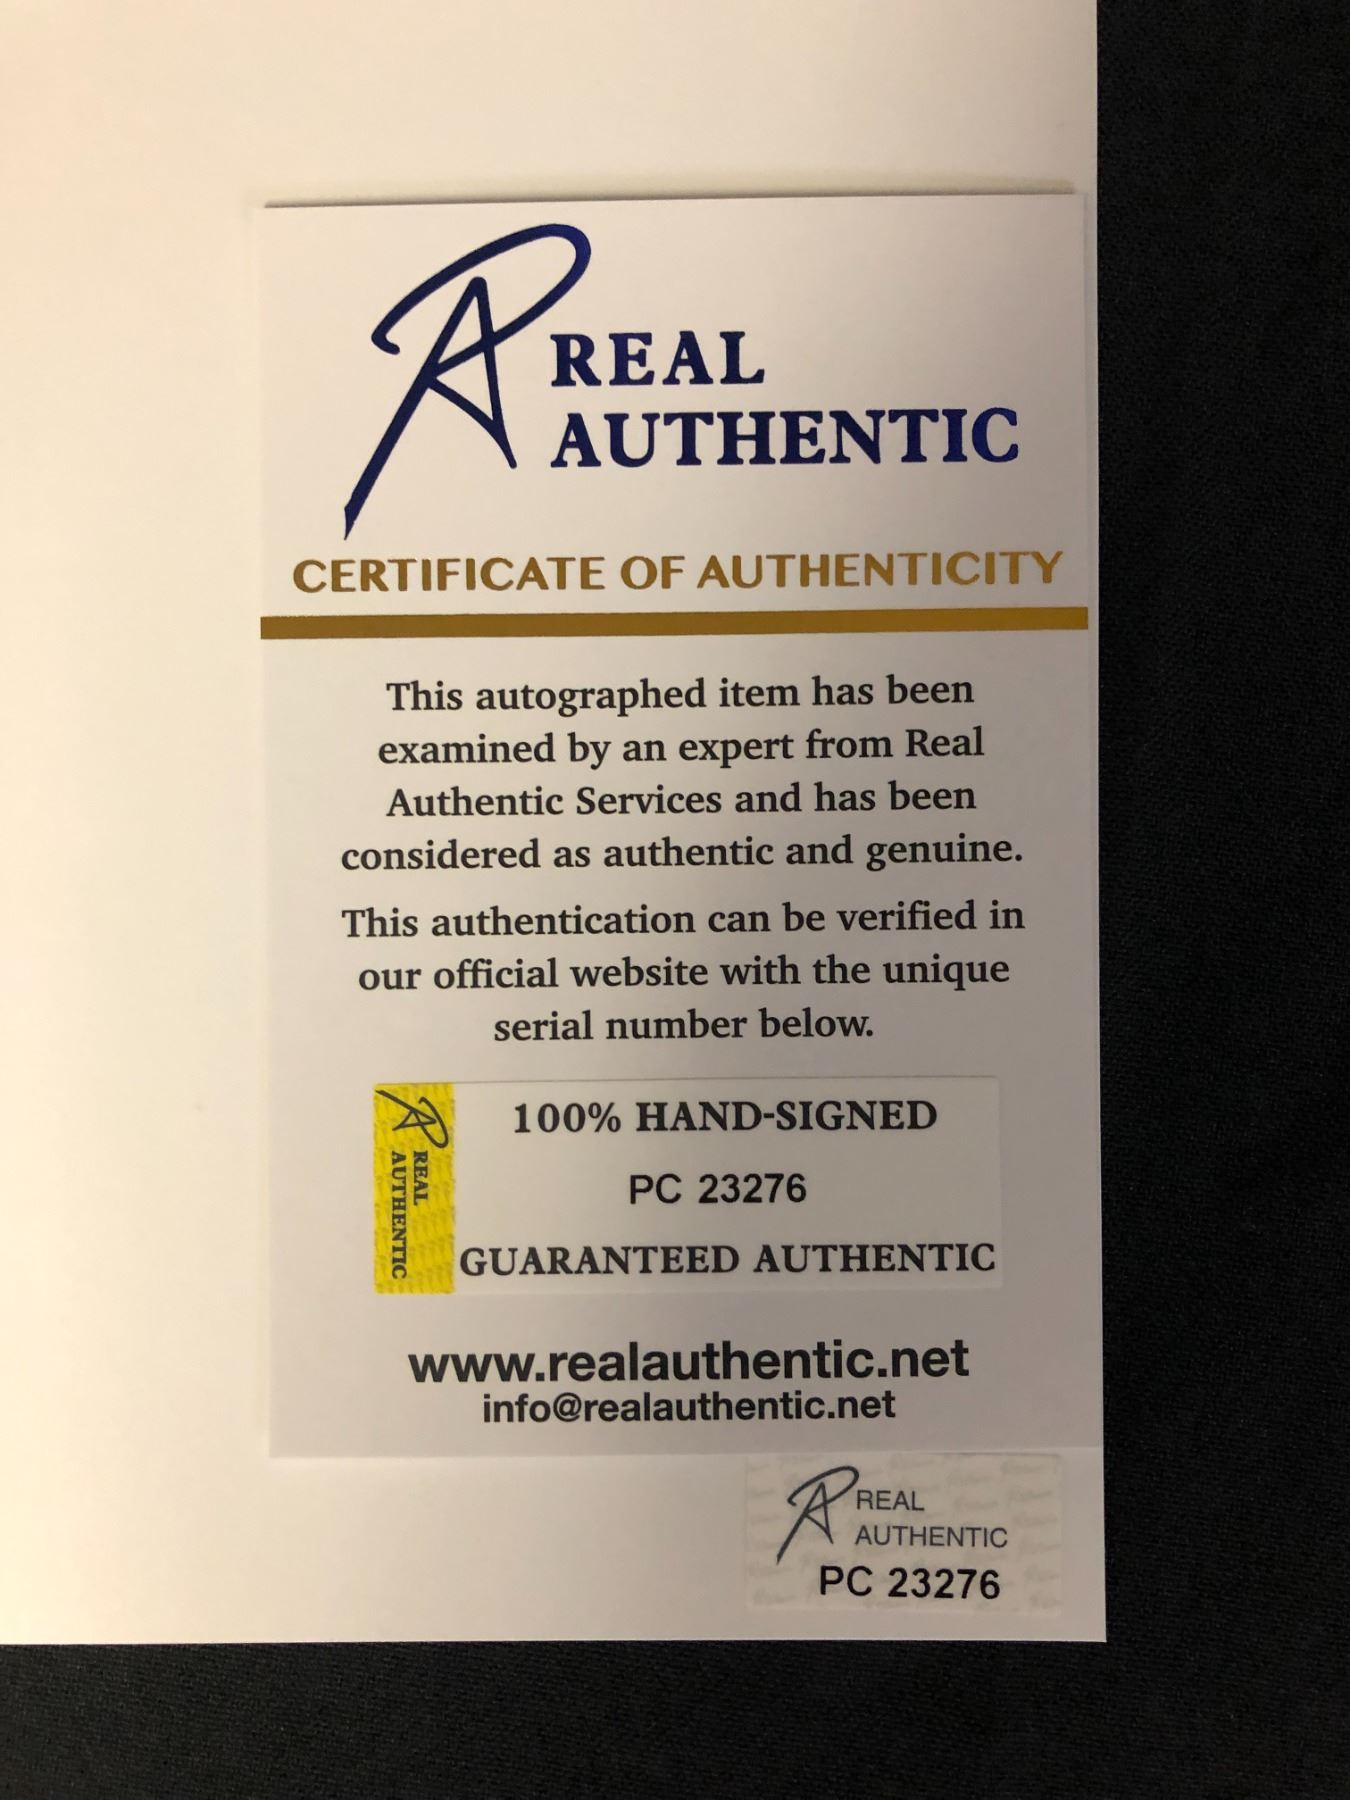 REAL
AUTHENTIC
CERTIFICATE OF AUTHENTICITY
This autographed item has been
examined by an expert from Real
Authentic Services and has been
considered as authentic and genuine.
This authentication can be verified in
our official website with the unique
serial number below.
REAL
AUTHENTIC
100% HAND-SIGNED
PC 23276
GUARANTEED AUTHENTIC
www.realauthentic.net
info@realauthentic.net
REAL
AUTHENTIC
PC 23276